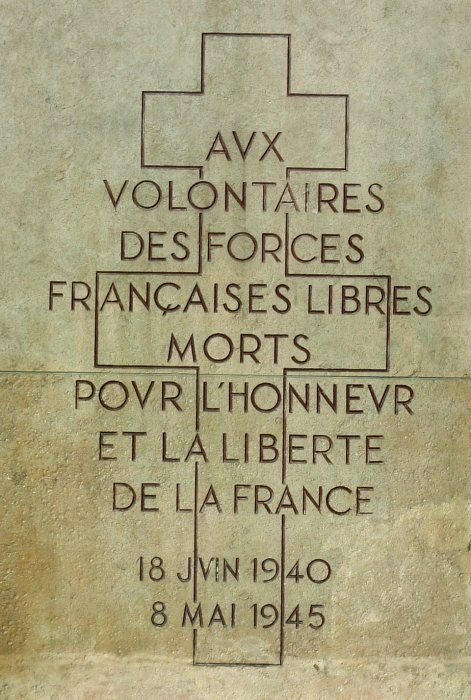 AVX
VOLONTAIRES
DES FORCES
FRANÇAISES LIBRES
MORTS
POVR L'HONNEVR
ET LA LIBERTE
DE LA FRANCE
18 JVIN 1940
8 MAI 1945